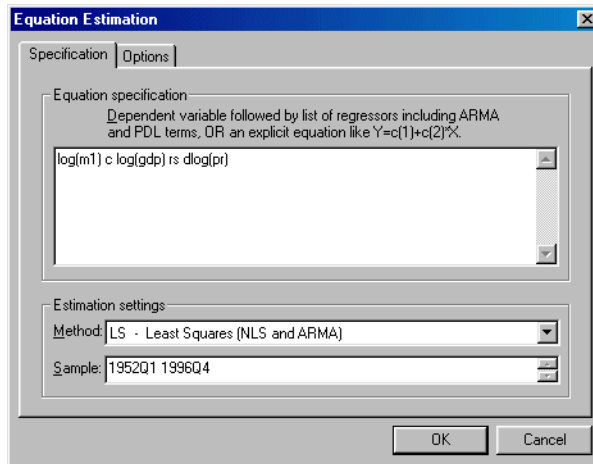 Equation Estimation
Specification
Options
Equation specification
Dependent variable followed by list of regressors including ARMA
and PDL terms, OR an explicit equation like Y=c(1)+c(2)*X.
log(m1) c log(gdp) rs dlog(pr)
Estimation settings
Method: LS - Least Squares (NLS and ARMA)
Sample: 1952Q1 1996Q4
OK
Cancel